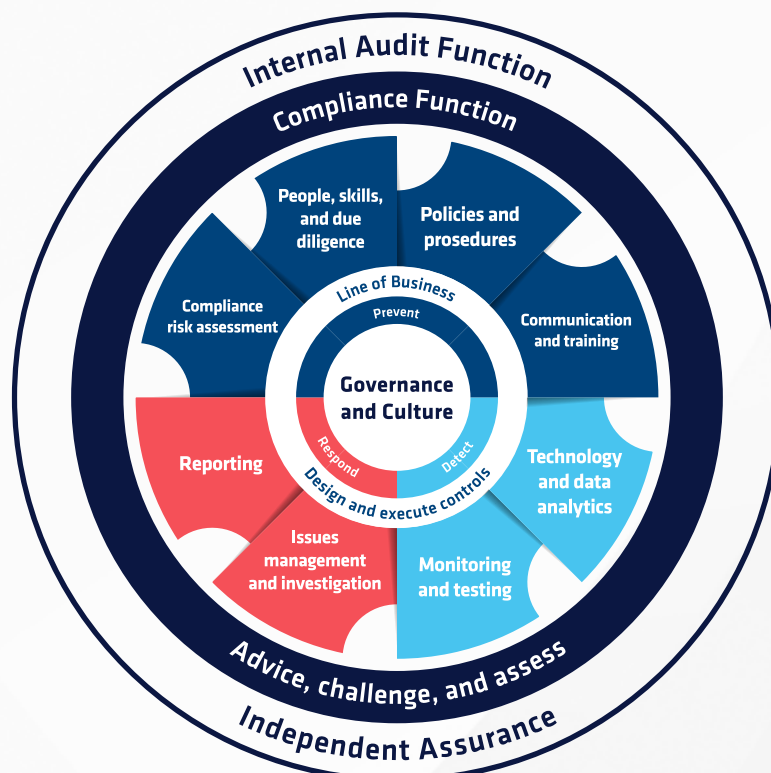 Internal Audit Function
Compliance Function
People, skills,
and due
diligence
Policies and
prosedures
Compliance
risk assessment
Communication
and training
Line of Business
Prevent
Governance
and Culture
Respond
Detect
Design and execute controls
Reporting
Technology
and data
analytics
Issues
management
and investigation
Monitoring
and testing
Advice, challenge, and assess
Independent Assurance